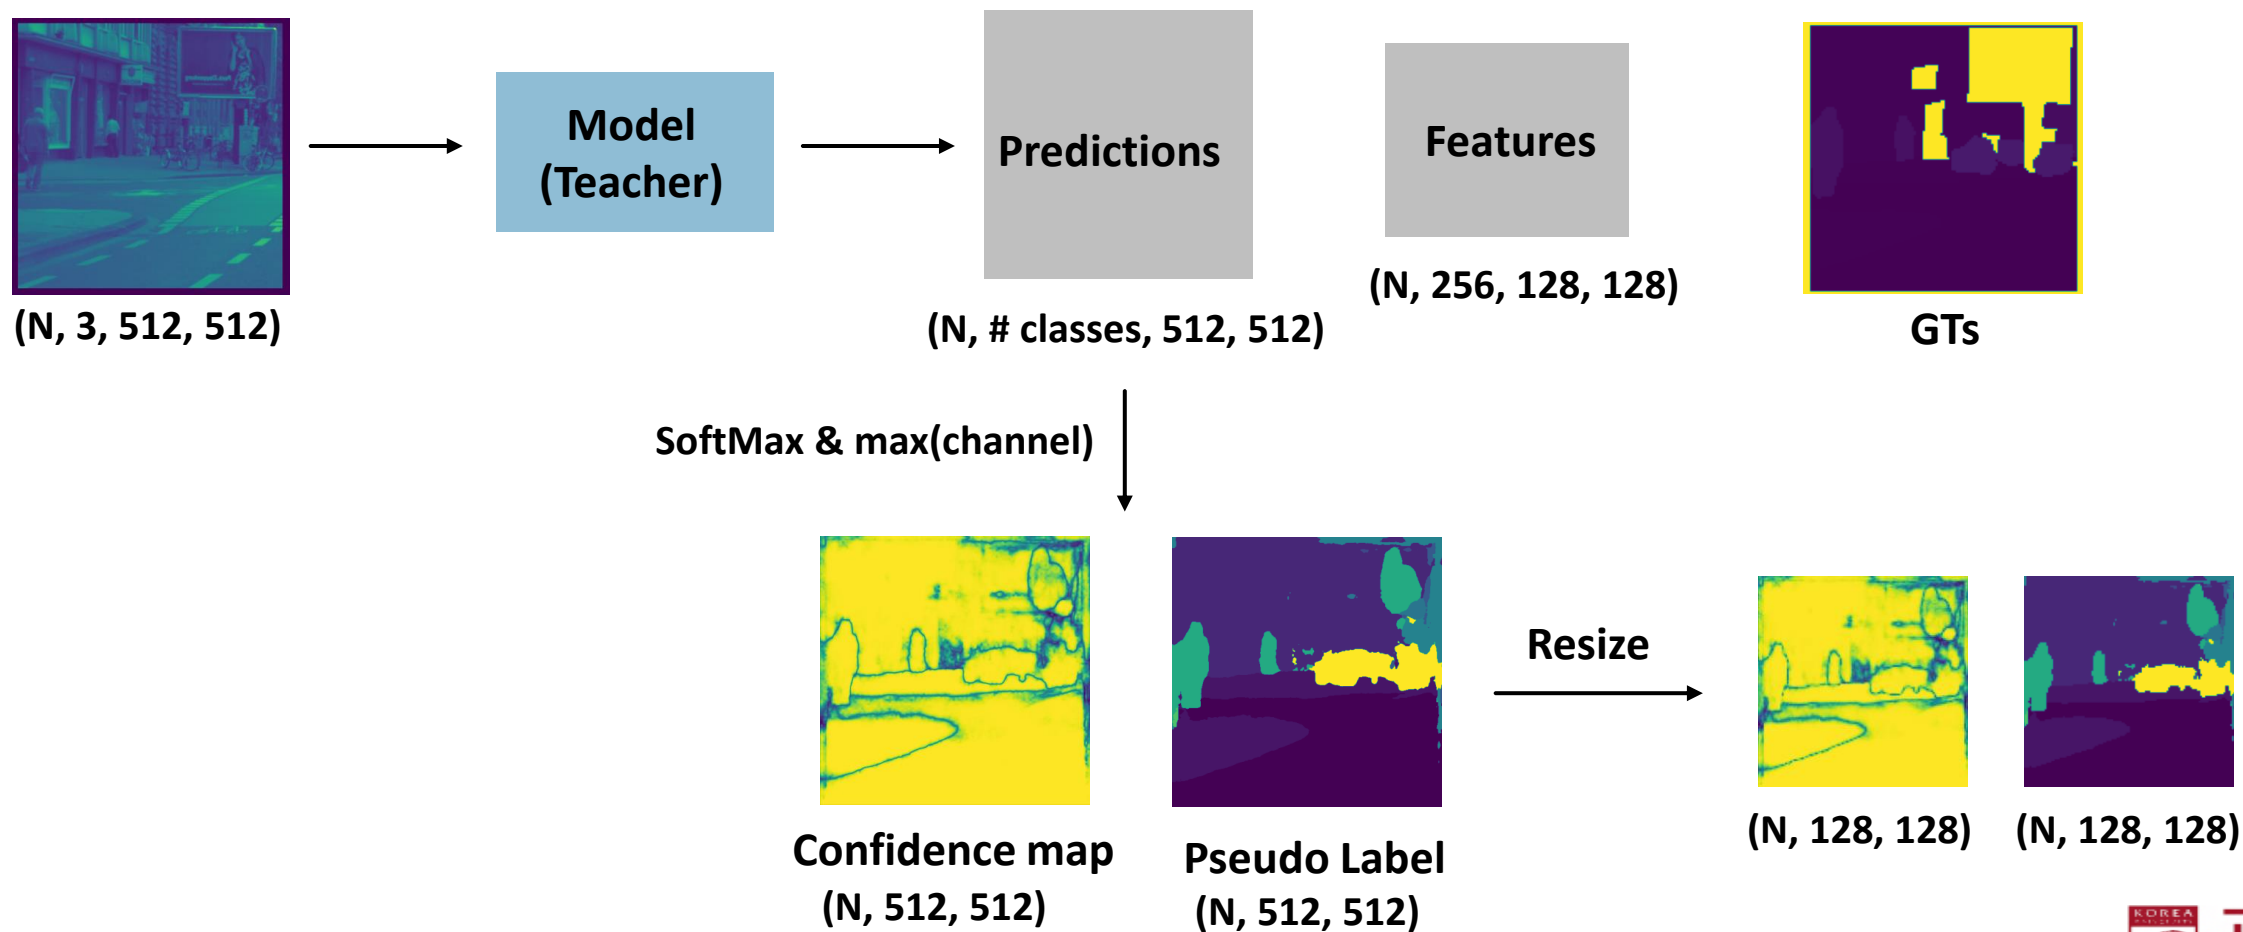 Model
(Teacher)
Predictions
Features
(N, 3, 512, 512)
(N, # classes, 512, 512)
(N, 256, 128, 128)
GTs
SoftMax & max(channel)
Resize
Confidence map
(N, 512, 512)
Pseudo Label
(N, 512, 512)
(N, 128, 128)
(N, 128, 128)
KOREA